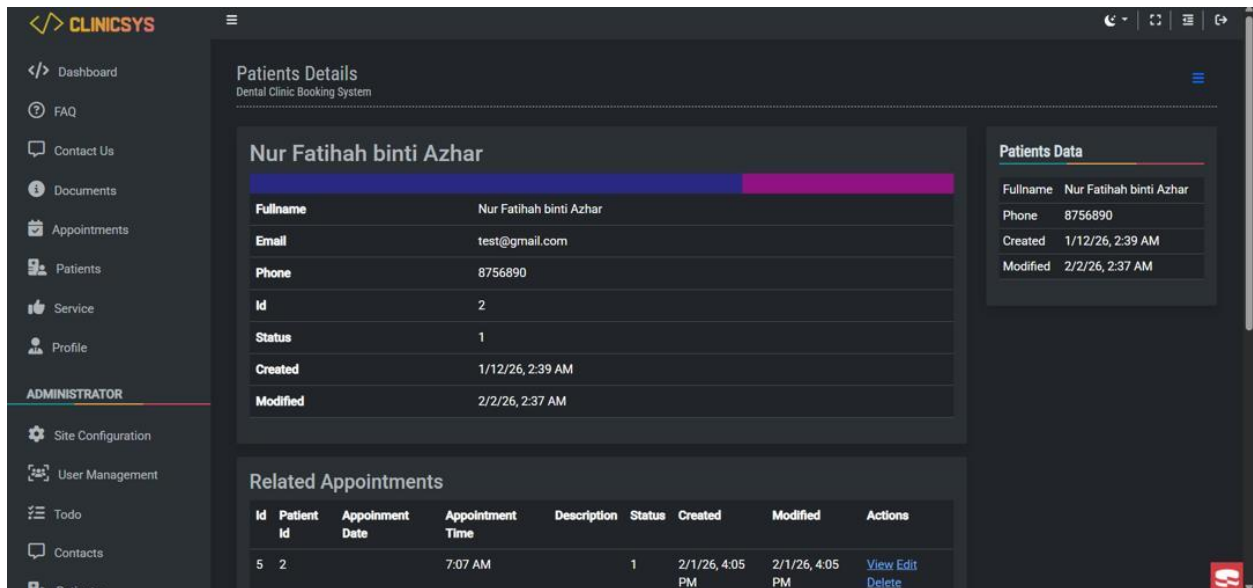 </> CLINICSYS
Dashboard
FAQ
Contact Us
Documents
Appointments
Patients
Service
Profile
ADMINISTRATOR
Site Configuration
User Management
Todo
Contacts
Patients Details
Dental Clinic Booking System
Nur Fatihah binti Azhar
Fullname Nur Fatihah binti Azhar
Email test@gmail.com
Phone 8756890
Id 2
Status 1
Created 1/12/26, 2:39 AM
Modified 2/2/26, 2:37 AM
Patients Data
Fullname Nur Fatihah binti Azhar
Phone 8756890
Created 1/12/26, 2:39 AM
Modified 2/2/26, 2:37 AM
Related Appointments
Id Patient Appoinment Appointment Description Status Created Modified Actions
Id Date Time
5 2 7:07 AM 1 2/1/26, 4:05 2/1/26, 4:05 View Edit
PM PM Delete